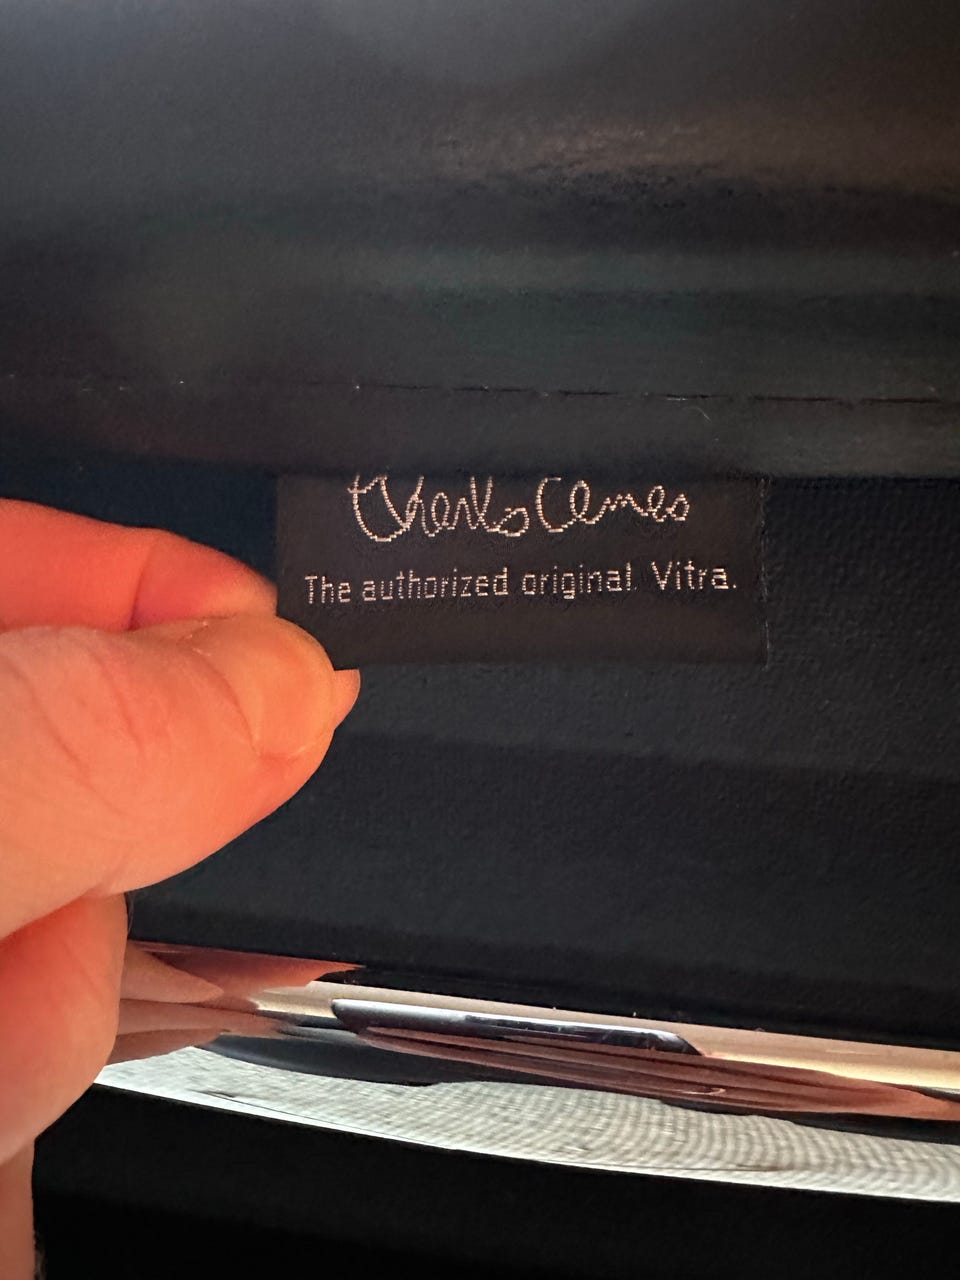 Charles Eames
The authorized original. Vitra.